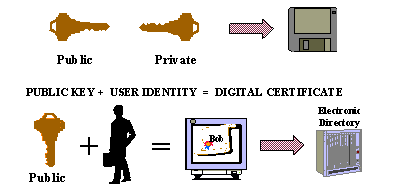 Public Private
PUBLIC KEY + USER IDENTITY = DIGITAL CERTIFICATE
Electronic
Directory
Bob
+ =
Public